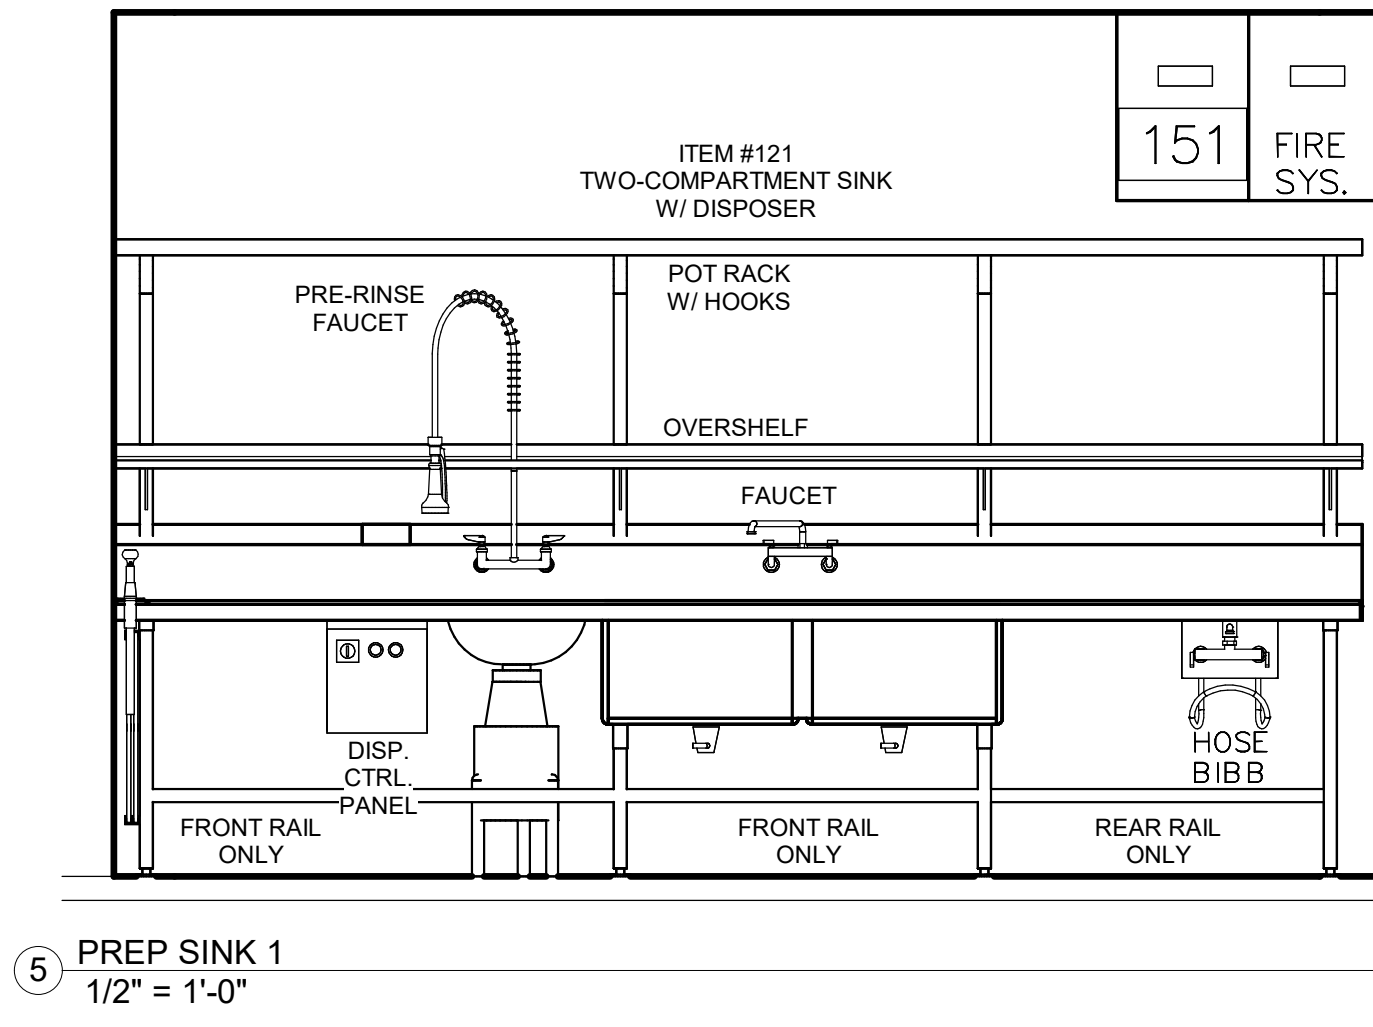 151
FIRE
SYS.
ITEM #121
TWO-COMPARTMENT SINK
W/ DISPOSER
POT RACK
W/ HOOKS
PRE-RINSE
FAUCET
OVERSHELF
FAUCET
DISP.
CTRL.
PANEL
HOSE
BIBB
FRONT RAIL
ONLY
FRONT RAIL
ONLY
REAR RAIL
ONLY
5
PREP SINK 1
1/2" = 1'-0"